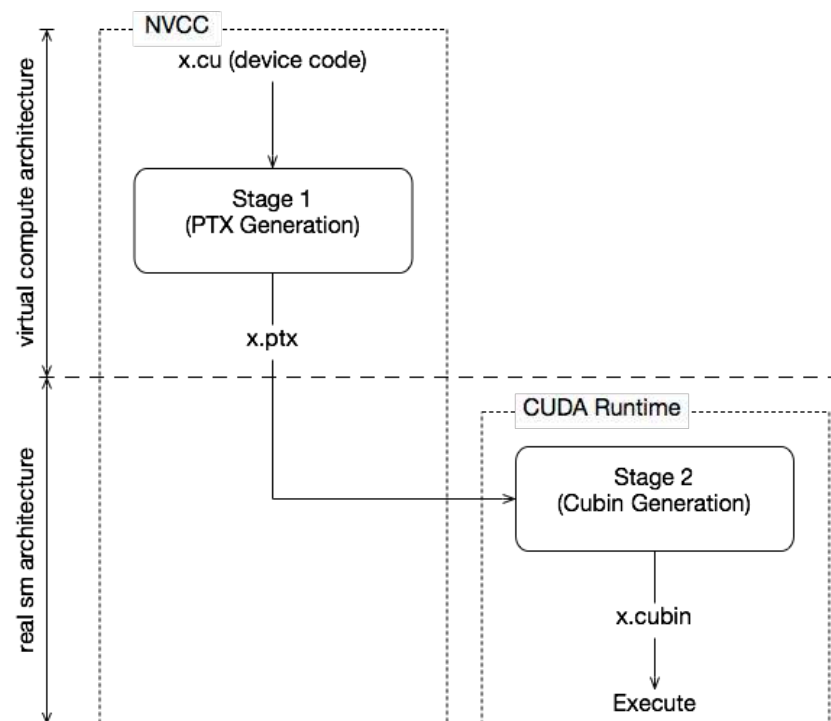 NVCC
x.cu (device code)
virtual compute architecture
Stage 1
(PTX Generation)
x.ptx
real sm architecture
CUDA Runtime
Stage 2
(Cubin Generation)
x.cubin
Execute